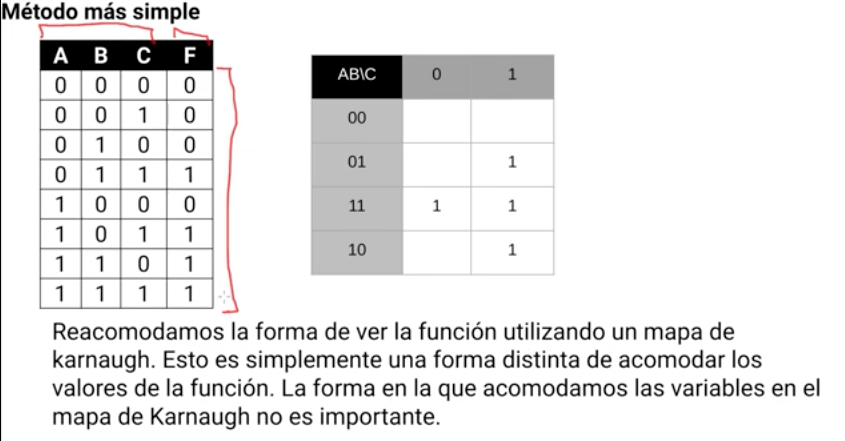 Método más simple
A B C F
0 0 0 0
0 0 1 0
0 1 0 0
0 1 1 1
1 0 0 0
1 0 1 1
1 1 0 1
1 1 1 1
AB\C 0 1
00
01 1
11 1 1
10 1
Reacomodamos la forma de ver la función utilizando un mapa de
karnaugh. Esto es simplemente una forma distinta de acomodar los
valores de la función. La forma en la que acomodamos las variables en el
mapa de Karnaugh no es importante.